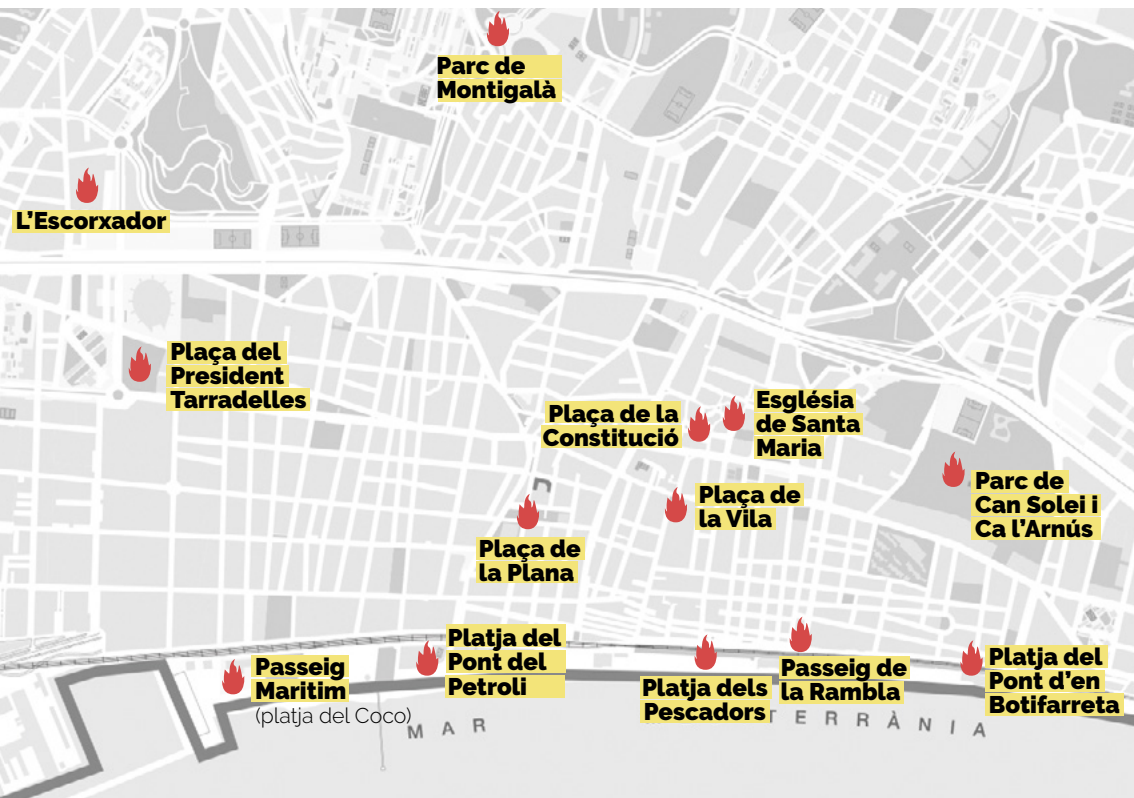 Parc de
Montigalà
L'Escorxador
Plaça del
President
Tarradelles
Plaça de la
Constitució
Església
de Santa
Maria
Parc de
Can Solei i
Ca l'Arnús
Plaça de
la Vila
Plaça de
la Plana
Passeig
Maritim
(platja del Coco)
Platja del
Pont del
Petroli
Platja dels
Pescadors
Passeig de
la Rambla
Platja del
Pont d'en
Botifarreta
MAR TERRÀNIA